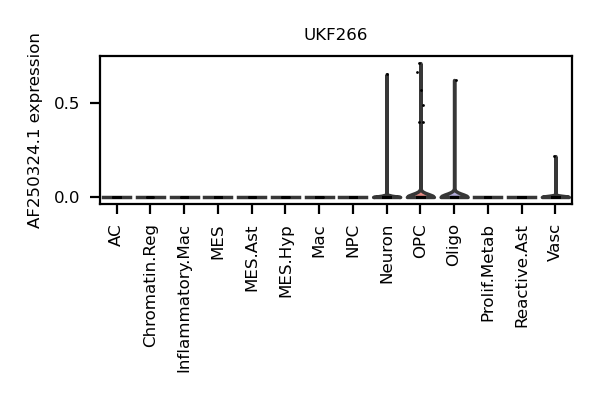 UKF266
AF250324.1 expression
0.5
0.0
AC
Chromatin.Reg
Inflammatory.Mac
MES
MES.Ast
MES.Hyp
Mac
NPC
Neuron
OPC
Oligo
Prolif.Metab
Reactive.Ast
Vasc